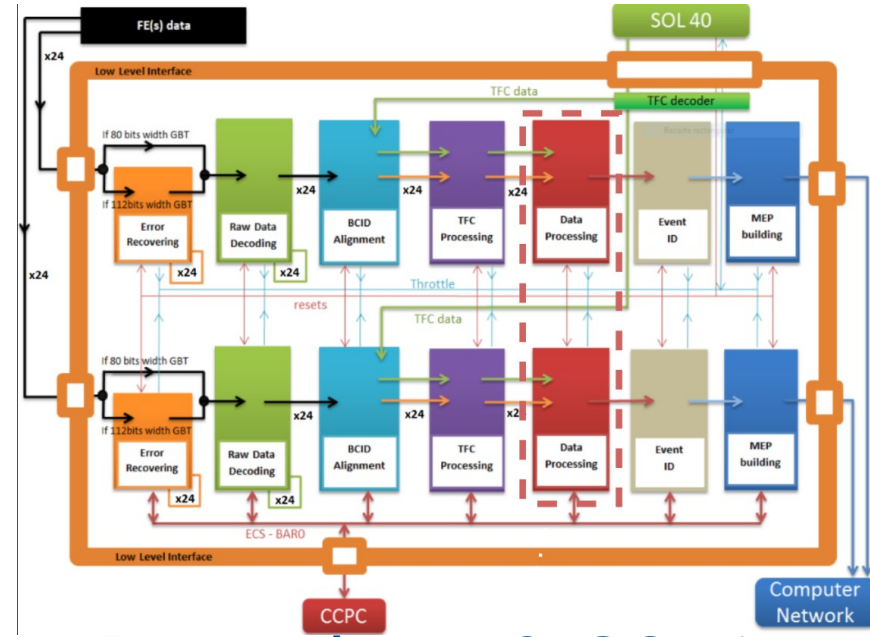 FE(s) data
SOL 40
x24
Low Level Interface
TFC data
TFC decoder
If 80 bits width GBT
If 112bits width GBT
x24
x24
x24
x24
Error
Recovering
Raw Data
Decoding
BCID
Alignment
TFC
Processing
Data
Processing
Event
ID
MEP
building
x24
x24
x24
Throttle
resets
TFC data
If 80 bits width GBT
If 112bits width GBT
x24
x24
Error
Recovering
Raw Data
Decoding
BCID
Alignment
TFC
Processing
Data
Processing
Event
ID
MEP
building
x24
x24
ECS - BAR0
Low Level Interface
CCPC
Computer
Network